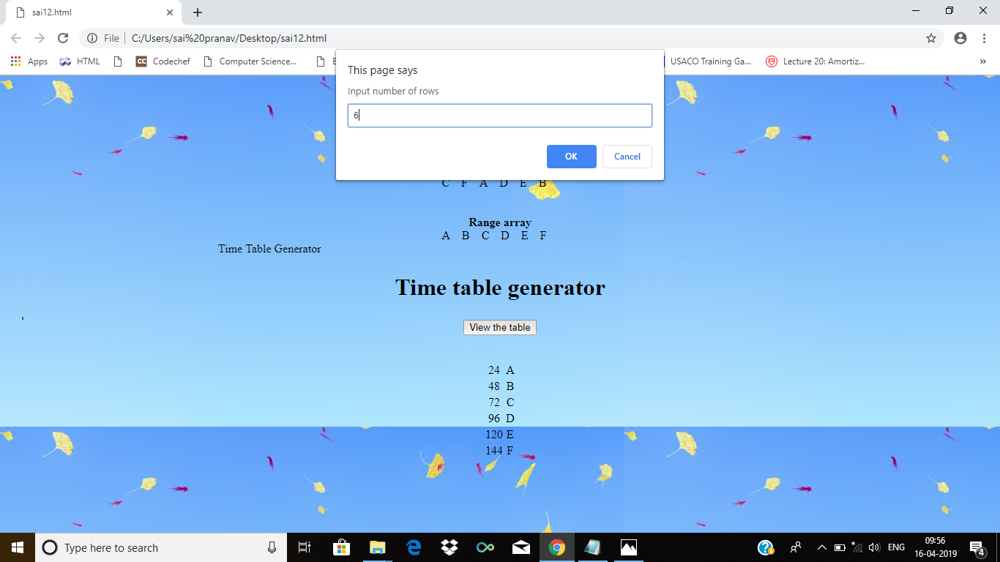 sai12.html
File C:/Users/sai%20pranav/Desktop/sai12.html
Apps HTML Codechef Computer Science... USACO Training Ga... Lecture 20: Amortiz... »
This page says
Input number of rows
6
OK Cancel
C F A D E B
Range array
A B C D E F
Time Table Generator
Time table generator
'
View the table
24 A
48 B
72 C
96 D
120 E
144 F
Type here to search
ENG
09:56
16-04-2019
4